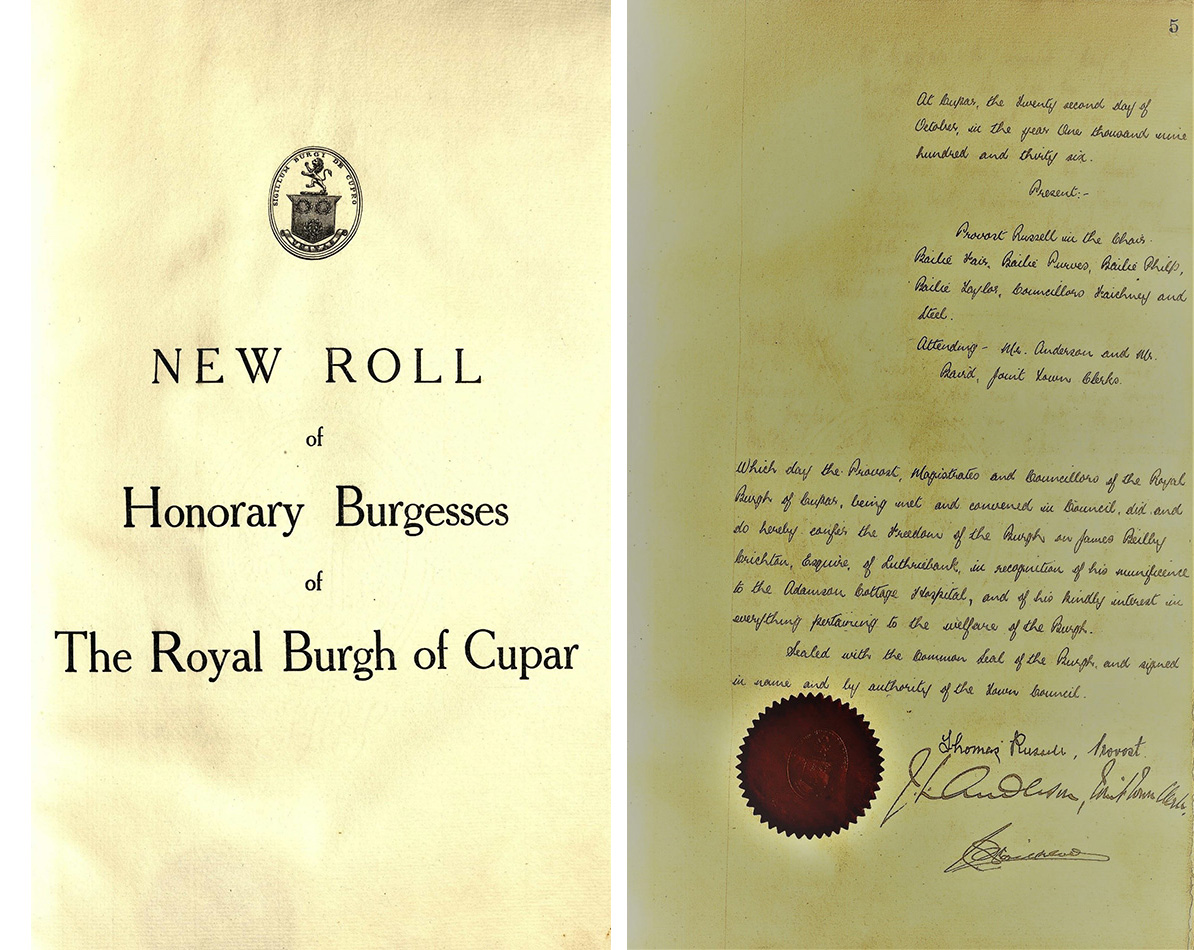 SIGILLUM BURGI DE CUPRO
NEW ROLL
of
Honorary Burgesses
of
The Royal Burgh of Cupar
5
At Cupar, the twenty second day of
October, in the year One thousand nine
hundred and thirty six.
Present:-
Provost Russell in the Chair.
Bailie Fair, Bailie Purves, Bailie Philp,
Bailie Taylor, Councillors Faichney and
Steel.
Attending - Mr. Anderson and Mr.
David, Joint Town Clerks.
Which day the Provost, Magistrates and Councillors of the Royal
Burgh of Cupar, being met and convened in Council, did and
do hereby confer the Freedom of the Burgh on James Beilby
Crichton, Esquire, of Luthriebank, in recognition of his munificence
to the Adamson Cottage Hospital, and of his kindly interest in
everything pertaining to the welfare of the Burgh.
Sealed with the Common Seal of the Burgh, and signed
in name and by authority of the Town Council.
Thomas Russell, Provost.
Anderson, Joint Town Clerk.